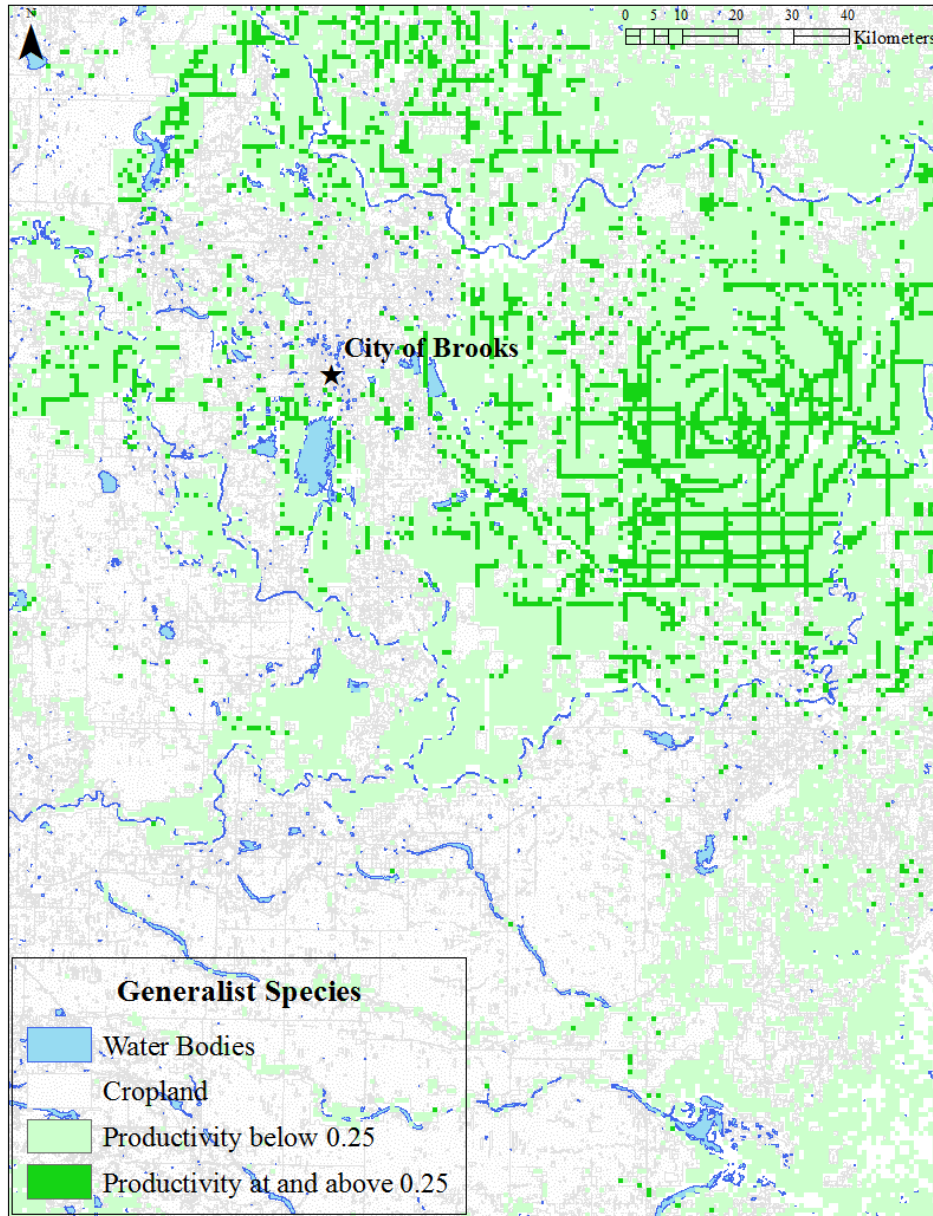 N
0 5 10 20 30 40
Kilometers
City of Brooks
Generalist Species
Water Bodies
Cropland
Productivity below 0.25
Productivity at and above 0.25